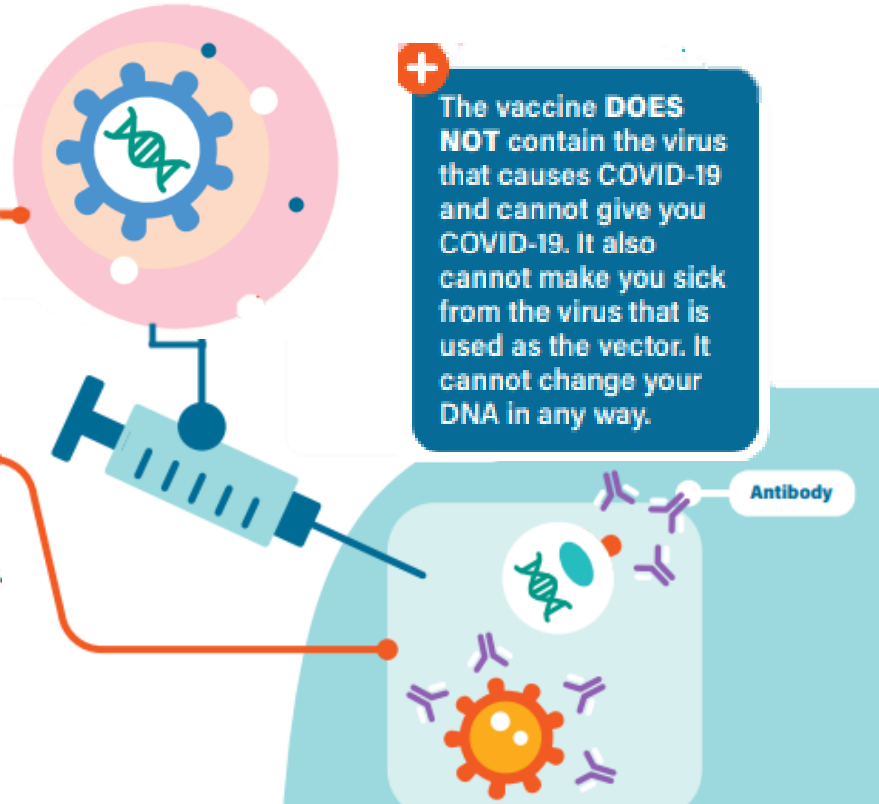 The vaccine DOES
NOT contain the virus
that causes COVID-19
and cannot give you
COVID-19. It also
cannot make you sick
from the virus that is
used as the vector. It
cannot change your
DNA in any way.
Antibody